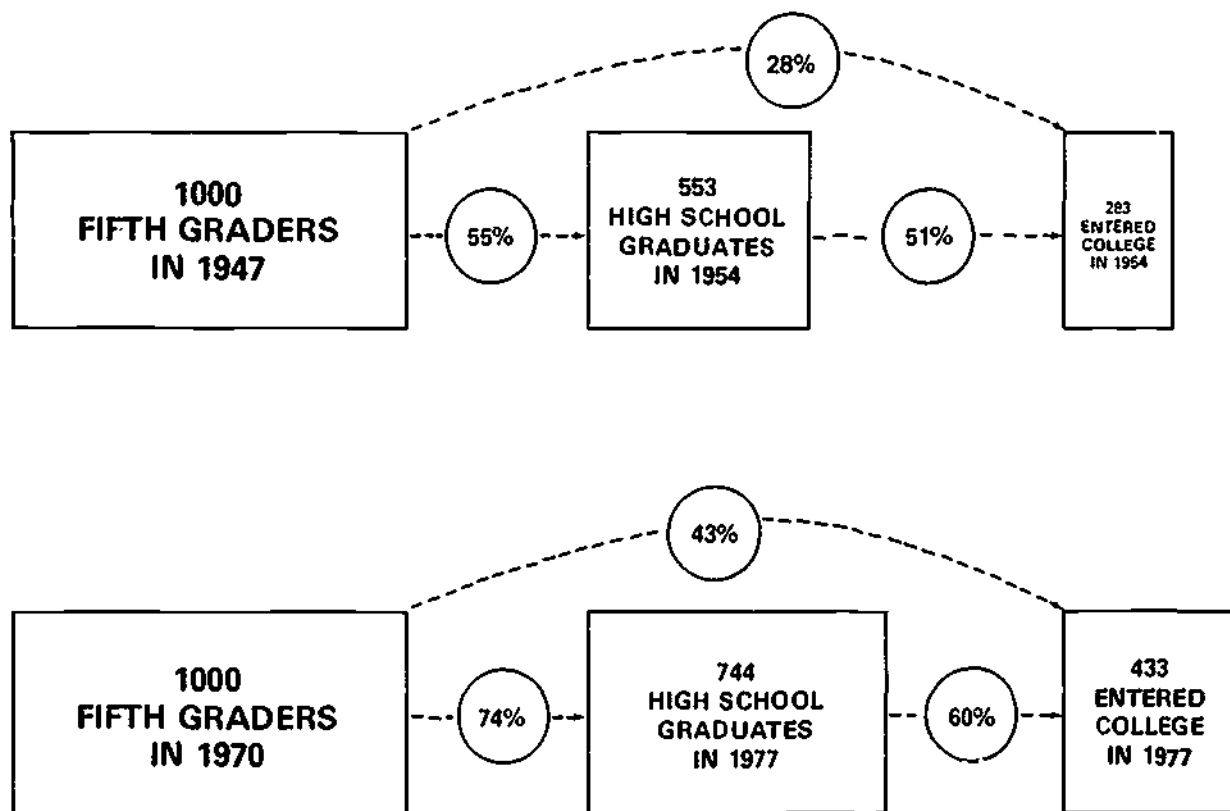 28%
1000
FIFTH GRADERS
IN 1947
55%
553
HIGH SCHOOL
GRADUATES
IN 1954
51%
283
ENTERED
COLLEGE
IN 1954
43%
1000
FIFTH GRADERS
IN 1970
74%
744
HIGH SCHOOL
GRADUATES
IN 1977
60%
433
ENTERED
COLLEGE
IN 1977